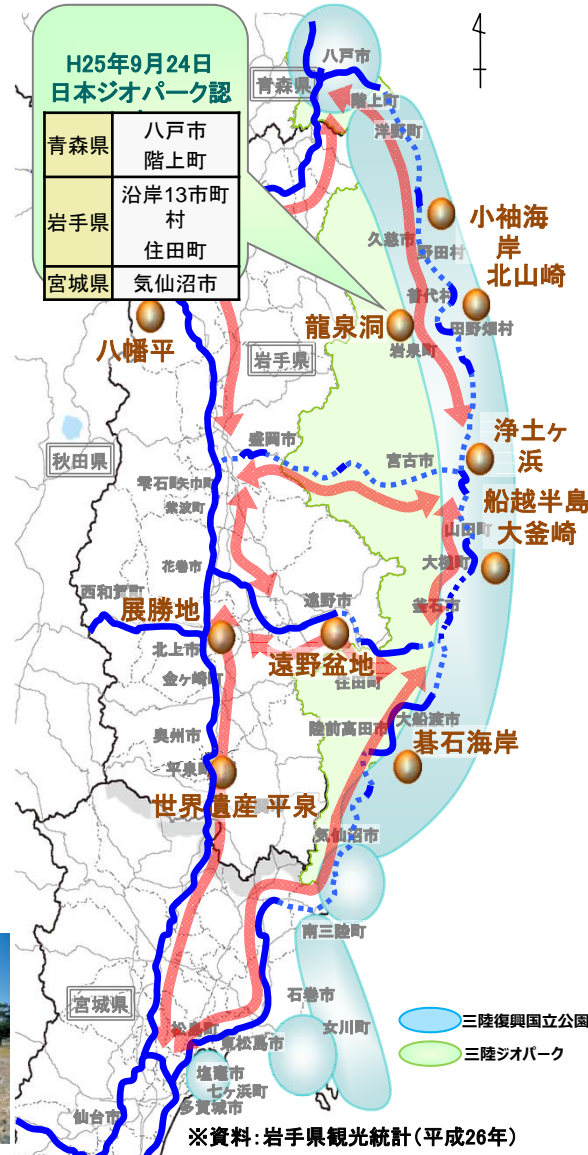 H25年9月24日
日本ジオパーク認
青森県
八戸市
階上町
岩手県
沿岸13市町
村
住田町
宮城県
気仙沼市
八戸市
青森県
階上町
洋野町
小袖海
岸
久慈市
野田村
北山崎
普代村
田野畑村
龍泉洞
岩泉町
八幡平
岩手県
盛岡市
秋田県
浄土ヶ
浜
宮古市
雫石町
矢巾町
紫波町
船越半島
大釜崎
山田町
大槌町
花巻市
西和賀町
遠野市
釜石市
展勝地
北上市
遠野盆地
金ヶ崎町
住田町
陸前高田市
大船渡市
奥州市
碁石海岸
平泉町
世界遺産 平泉
気仙沼市
南三陸町
宮城県
石巻市
女川町
松島町
東松島市
塩竈市
七ヶ浜町
多賀城市
仙台市
三陸復興国立公園
三陸ジオパーク
※資料:岩手県観光統計(平成26年)